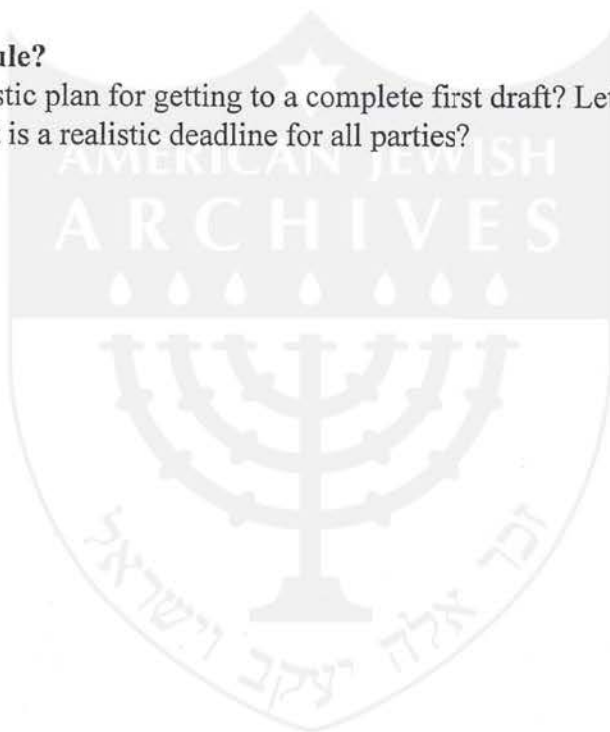 ule?
stic plan for getting to a complete first draft? Let
is a realistic deadline for all parties?
AMERICAN JEWISH
ARCHIVES
זכר אלה יעקב וישראל